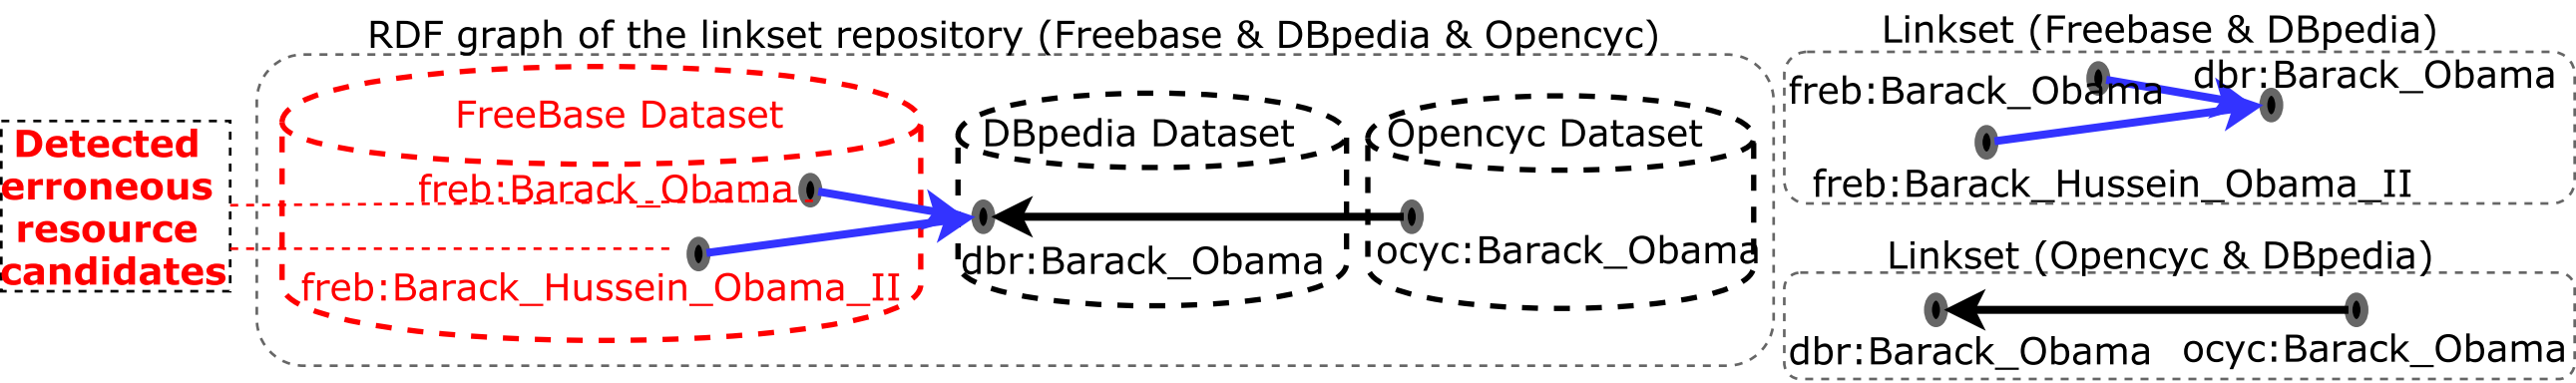 RDF graph of the linkset repository (Freebase & DBpedia & Opencyc)
Detected
erroneous
resource
candidates
FreeBase Dataset
freb:Barack_Obama
freb:Barack_Hussein_Obama_II
DBpedia Dataset
dbr:Barack_Obama
Opencyc Dataset
ocyc:Barack_Obama
Linkset (Freebase & DBpedia)
freb:Barack_Obama
dbr:Barack_Obama
freb:Barack_Hussein_Obama_II
Linkset (Opencyc & DBpedia)
dbr:Barack_Obama
ocyc:Barack_Obama